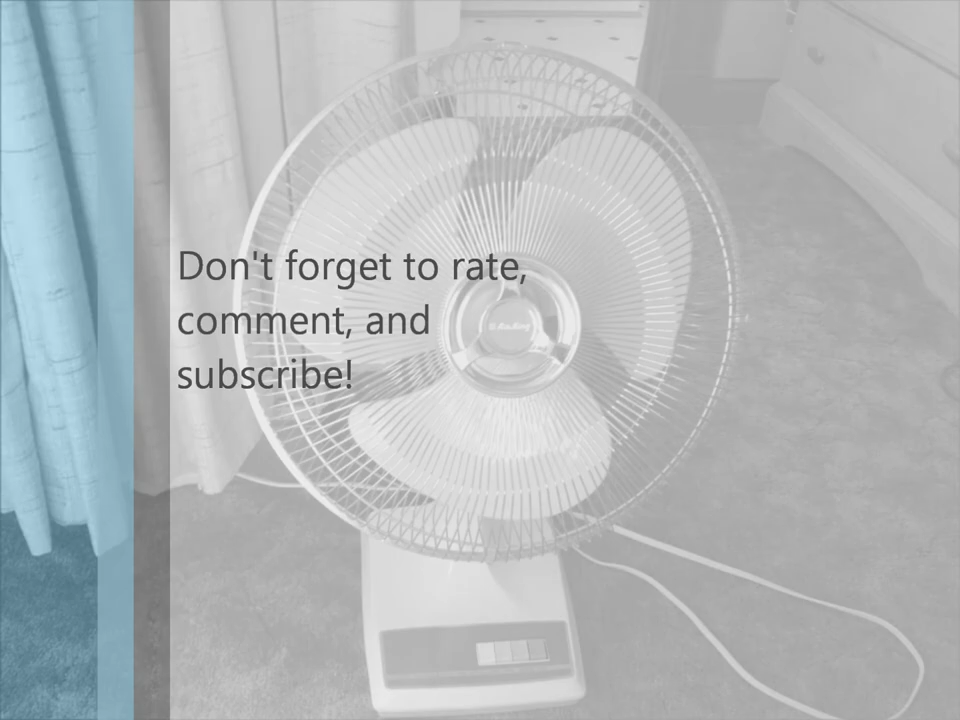 Don't forget to rate,
comment, and
subscribe!